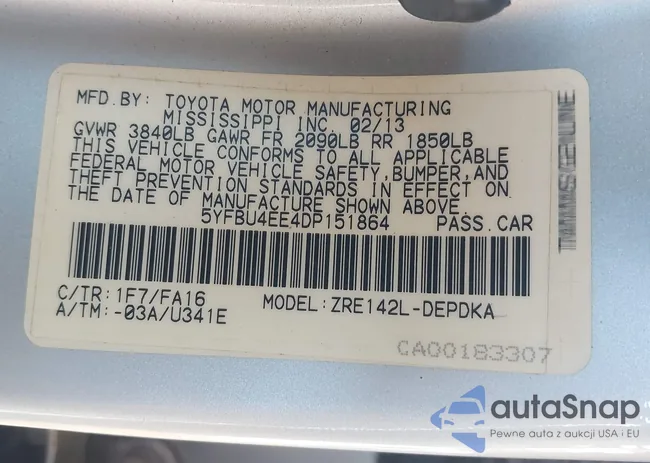 MFD.BY: TOYOTA MOTOR MANUFACTURING
MISSISSIPPI INC. 02/13
GVWR 3840LB GAWR FR 2090LB RR 1850LB
THIS VEHICLE CONFORMS TO ALL APPLICABLE
FEDERAL MOTOR VEHICLE SAFETY,BUMPER,AND
THEFT PREVENTION STANDARDS IN EFFECT ON
THE DATE OF MANUFACTURE SHOWN ABOVE.
5YFBU4EE4DP151864 PASS.CAR
C/TR:1F7/FA16 MODEL:ZRE142L-DEPDKA
A/TM:-03A/U341E
CA00183307
autaSnap
Pewne auta z aukcji USA i EU